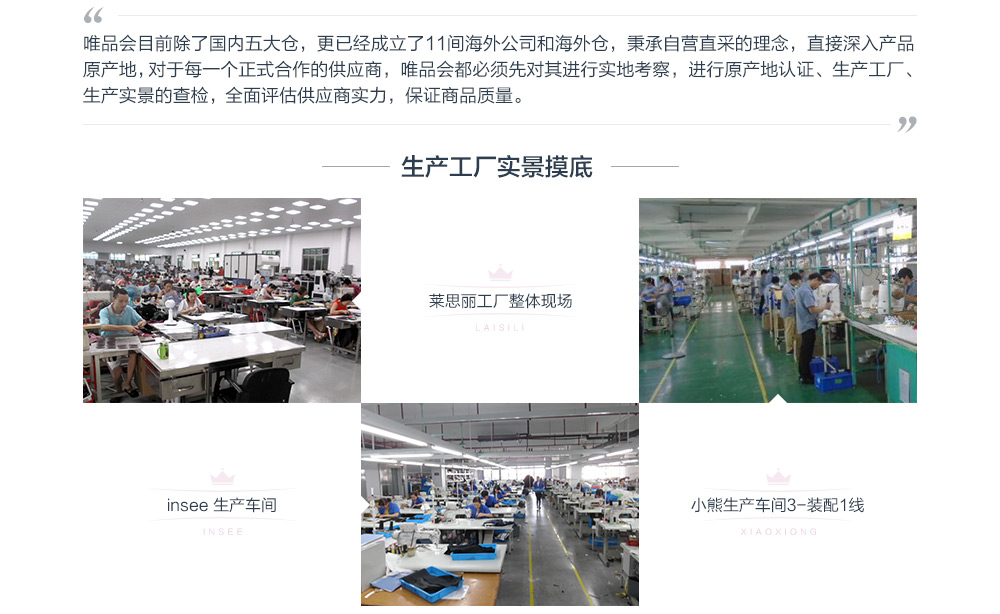 唯品会目前除了国内五大仓，更已经成立了11间海外公司和海外仓，秉承自营直采的理念，直接深入产品
原产地，对于每一个正式合作的供应商，唯品会都必须先对其进行实地考察，进行原产地认证、生产工厂、
生产实景的查检，全面评估供应商实力，保证商品质量。
生产工厂实景摸底
莱思丽工厂整体现场
LAISILI
insee 生产车间
INSEE
小熊生产车间3-装配1线
XIAOXIONG